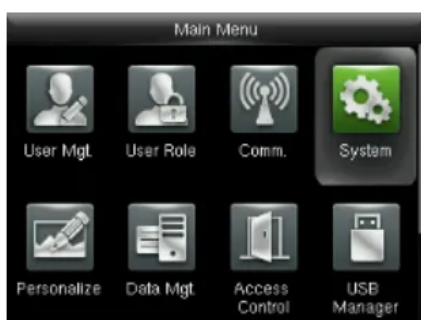 Main Menu
User Mgt.
User Role
Comm.
System
Personalize
Data Mgt.
Access
Control
USB
Manager